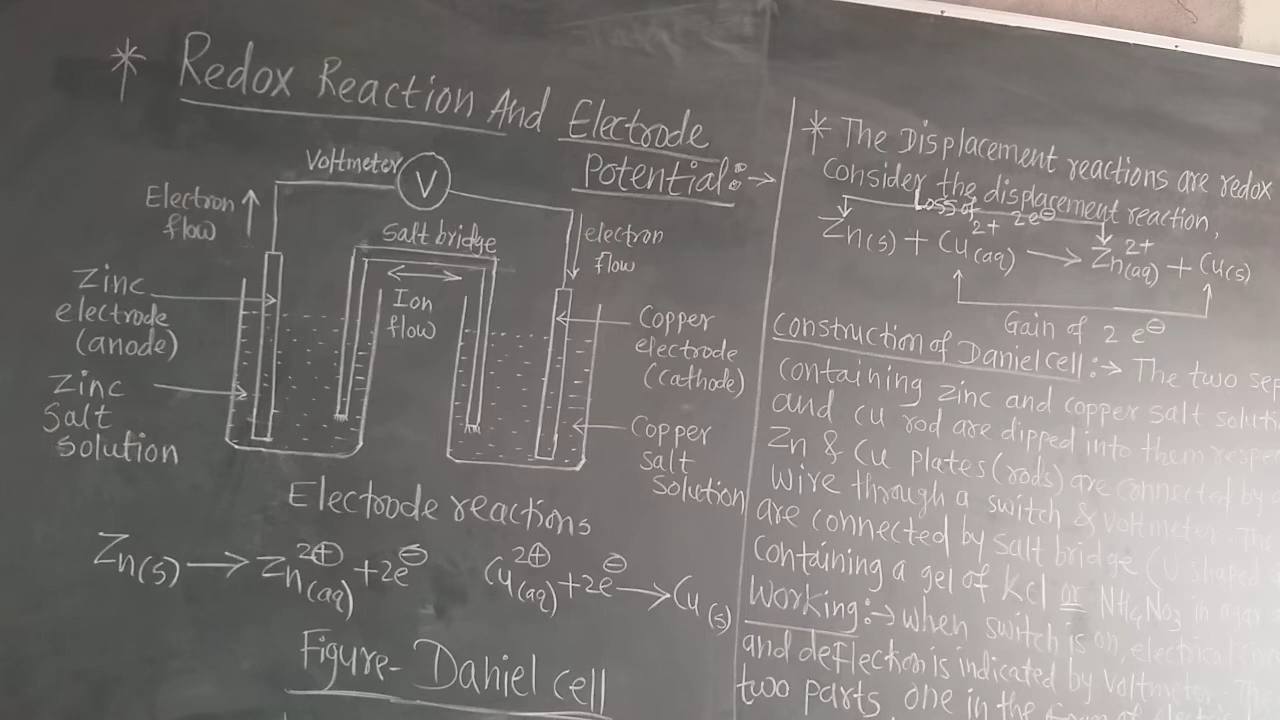 * Redox Reaction And Electrode
Potential :→
Voltmeter
V
Electron
flow
Salt bridge
electron
flow
Ion
flow
Zinc
electrode
(anode)
Zinc
salt
solution
Copper
electrode
(cathode)
Copper
salt
solution
Electrode reactions
Zn(s) → Zn²⊕(aq) + 2e⊖
Cu²⊕(aq) + 2e⊖ → Cu(s)
Figure- Daniel cell
* The Displacement reactions are redox
Consider the displacement reaction,
Loss of 2e⊖
Zn(s) + Cu²⁺(aq) → Zn²⁺(aq) + Cu(s)
Gain of 2 e⊖
Construction of Daniel cell :→ The two
containing zinc and copper salt
and cu rod are dipped into them
Zn & Cu plates (rods) are connected by
wire through a switch & voltmeter. The
are connected by salt bridge (U shaped
containing a gel of Kcl or NH₄NO₃ in agar
Working :→ when switch is on, electrical
and deflection is indicated by voltmeter. The
two parts, one in the form of